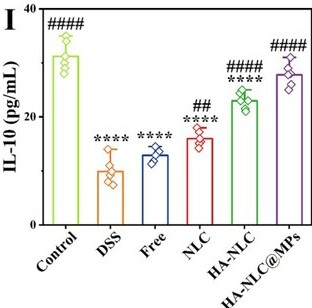 I
IL-10 (pg/mL)
40
20
0
####
****
****
##
****
####
****
####
Control
DSS
Free
NLC
HA-NLC
HA-NLC@MPs